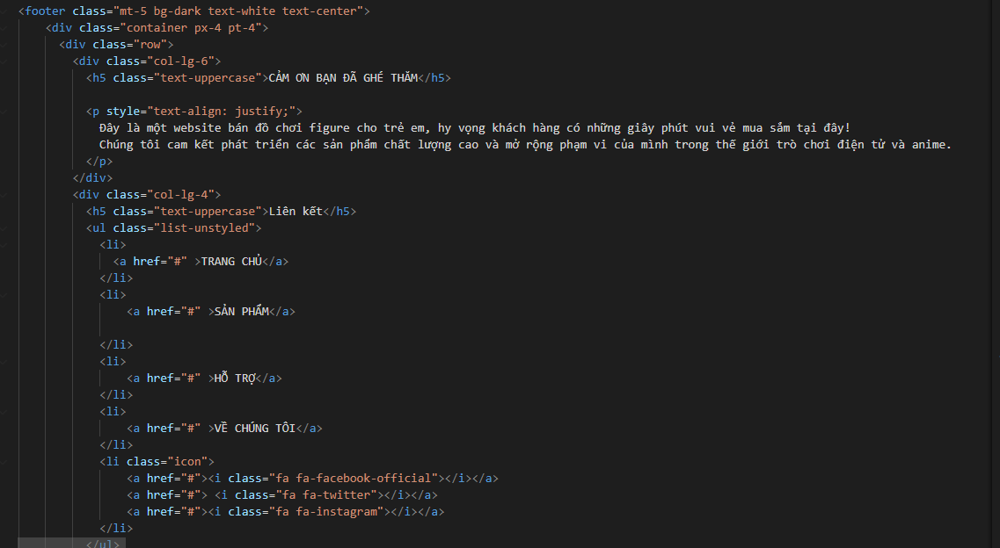 <footer class="mt-5 bg-dark text-white text-center">
<div class="container px-4 pt-4">
<div class="row">
<div class="col-lg-6">
<h5 class="text-uppercase">CẢM ƠN BẠN ĐÃ GHÉ THĂM</h5>
<p style="text-align: justify;">
Đây là một website bán đồ chơi figure cho trẻ em, hy vọng khách hàng có những giây phút vui vẻ mua sắm tại đây!
Chúng tôi cam kết phát triển các sản phẩm chất lượng cao và mở rộng phạm vi của mình trong thế giới trò chơi điện tử và anime.
</p>
</div>
<div class="col-lg-4">
<h5 class="text-uppercase">Liên kết</h5>
<ul class="list-unstyled">
<li>
<a href="#" >TRANG CHỦ</a>
</li>
<li>
<a href="#" >SẢN PHẨM</a>
</li>
<li>
<a href="#" >HỖ TRỢ</a>
</li>
<li>
<a href="#" >VỀ CHÚNG TÔI</a>
</li>
<li class="icon">
<a href="#"><i class="fa fa-facebook-official"></i></a>
<a href="#"> <i class="fa fa-twitter"></i></a>
<a href="#"><i class="fa fa-instagram"></i></a>
</li>
</ul>